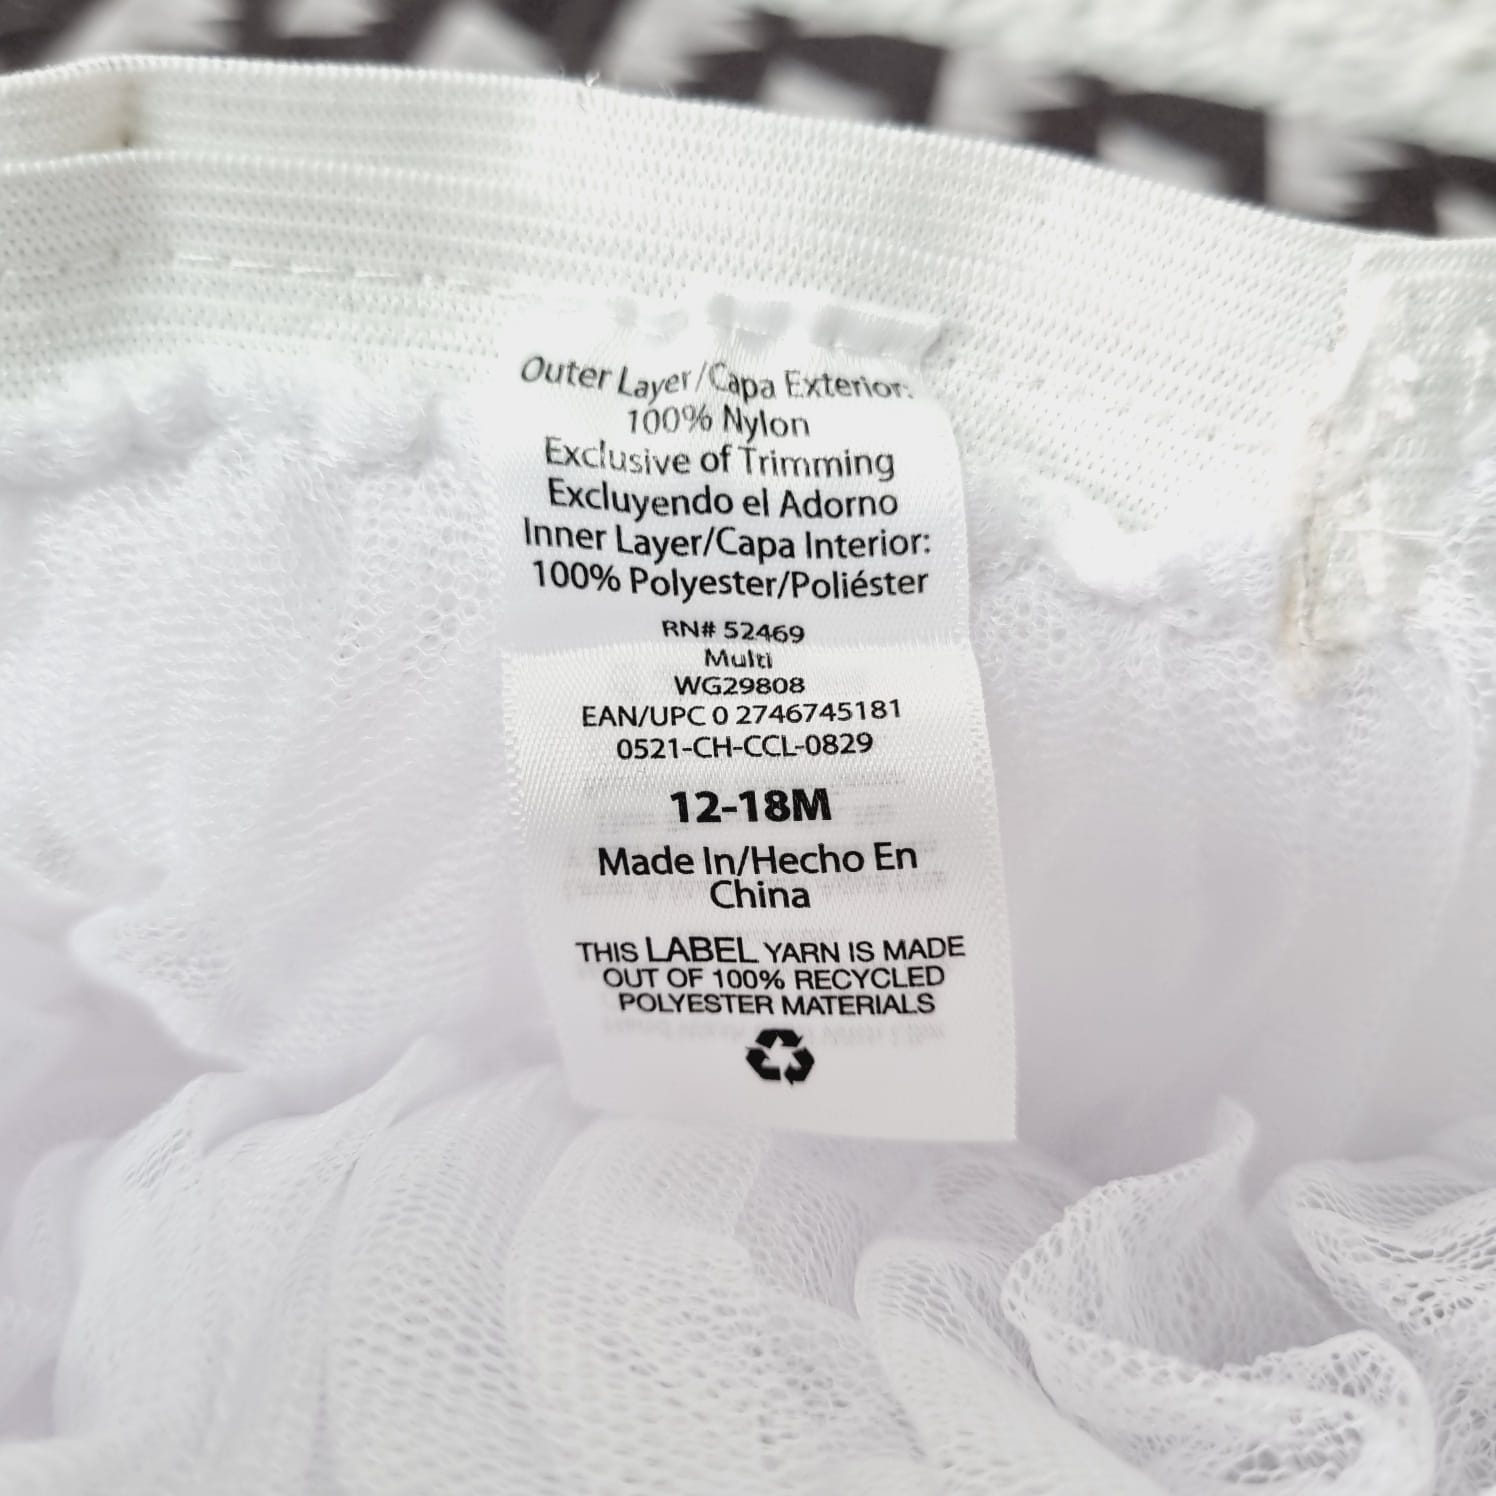 Outer Layer/Capa Exterior:
100% Nylon
Exclusive of Trimming
Excluyendo el Adorno
Inner Layer/Capa Interior:
100% Polyester/Poliéster
RN# 52469
Multi
WG29808
EAN/UPC 0 2746745181
0521-CH-CCL-0829
12-18M
Made In/Hecho En
China
THIS LABEL YARN IS MADE
OUT OF 100% RECYCLED
POLYESTER MATERIALS